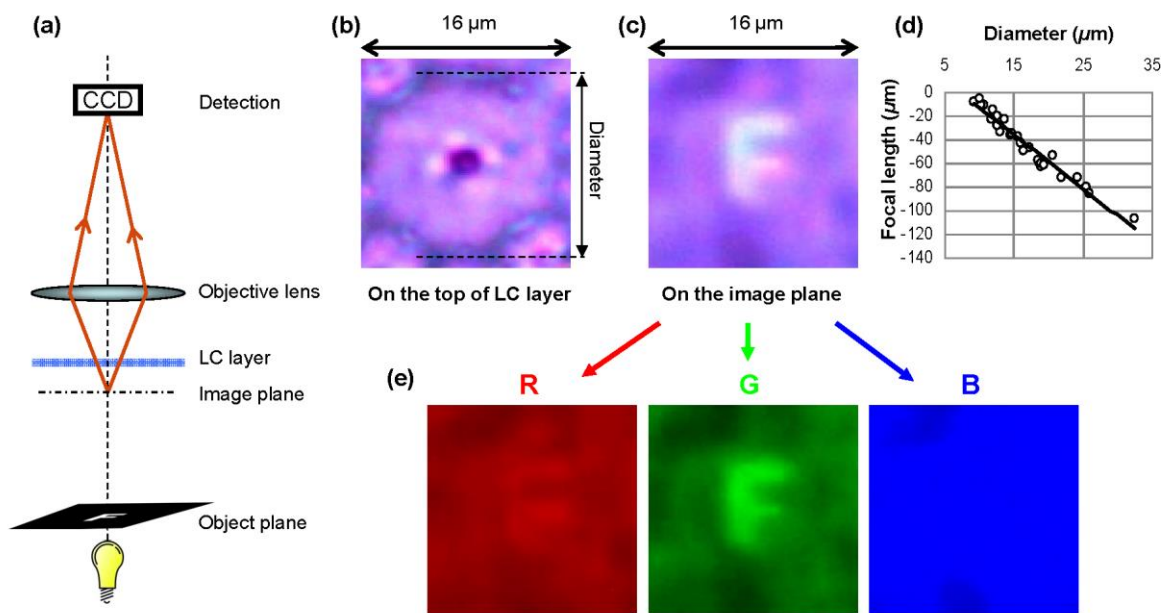 (a)
CCD
Detection
Objective lens
LC layer
Image plane
Object plane
(b)
16 µm
Diameter
On the top of LC layer
(c)
16 µm
F
On the image plane
(d)
Diameter (µm)
5 15 25 35
Focal length (µm)
0
-20
-40
-60
-80
-100
-120
-140
(e)
R
G
B
F
F
F